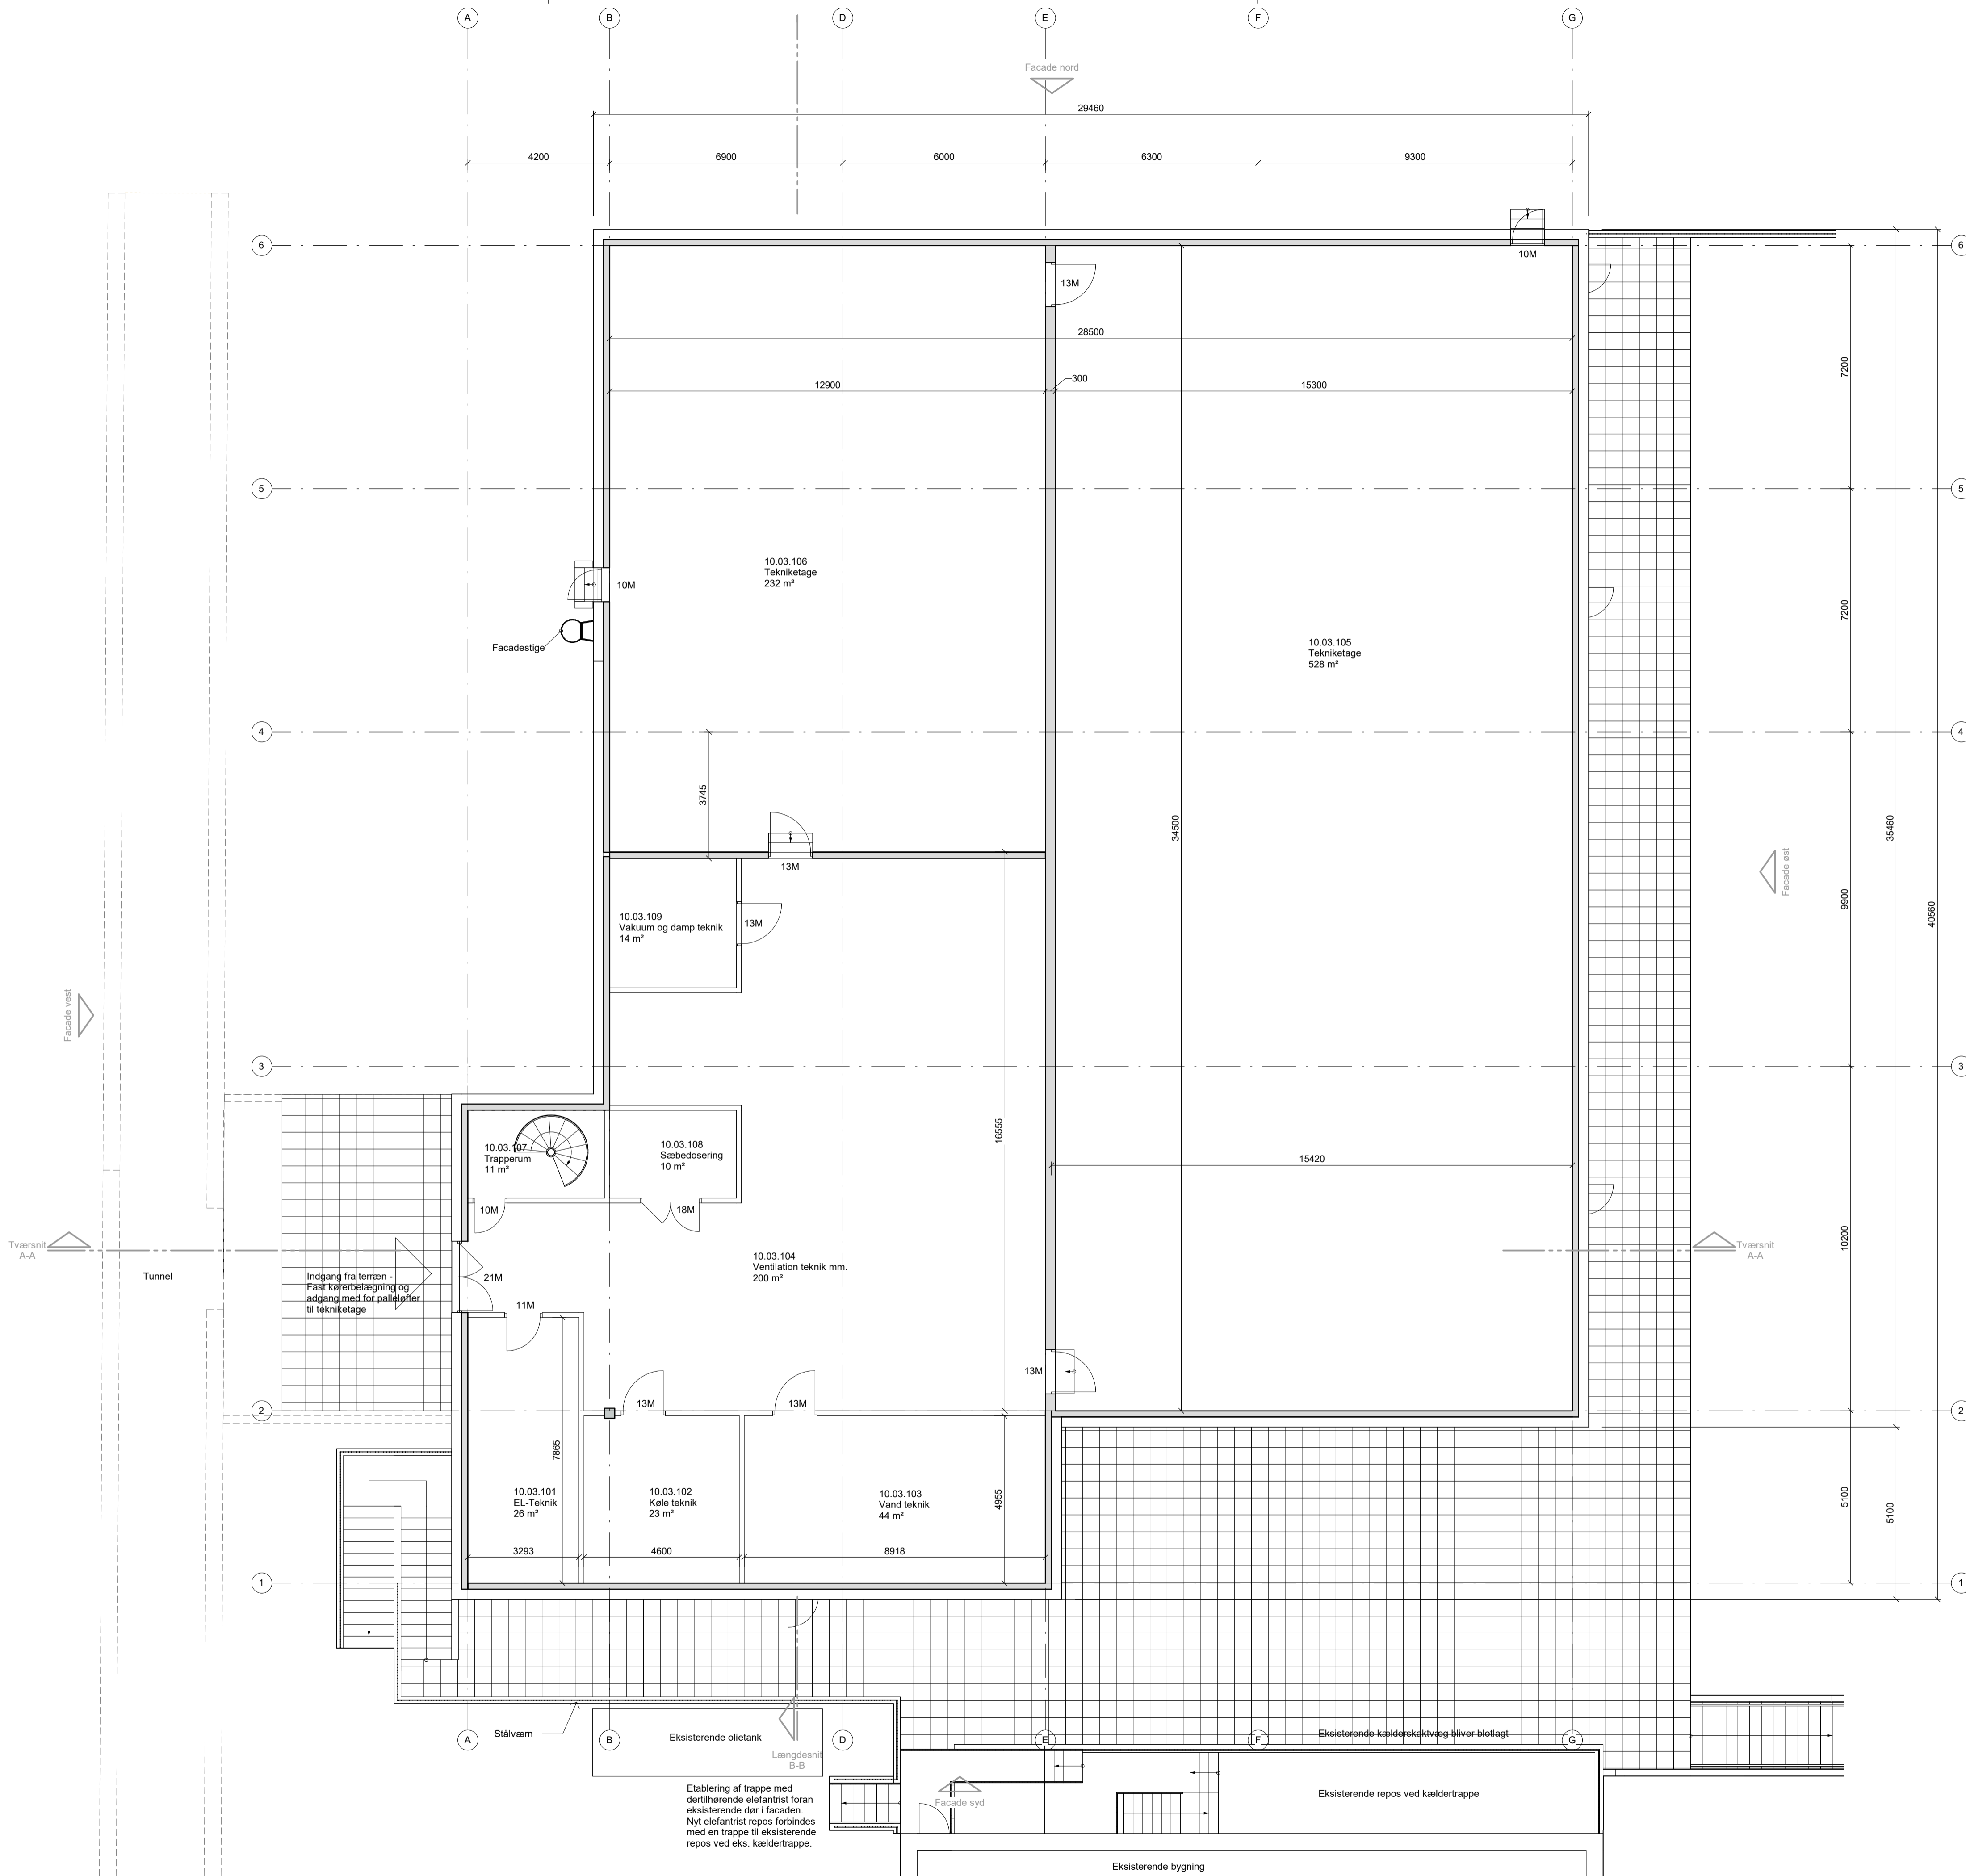 A
B
D
E
F
G
Facade nord
29460
4200
6900
6000
6300
9300
6
6
10M
13M
28500
7200
12900
300
15300
5
5
10.03.106
Tekniketage
232 m²
10M
7200
Facadestige
10.03.105
Tekniketage
528 m²
4
4
3745
34500
35460
13M
Facade øst
9900
40560
10.03.109
Vakuum og damp teknik
14 m²
13M
Facade vest
3
3
16555
10.03.107
Trapperum
11 m²
10.03.108
Sæbedosering
10 m²
15420
10M
18M
10200
Tværsnit
A-A
Tværsnit
A-A
Tunnel
Indgang fra terræn -
Fast kørerbelægning og
adgang med for palleløfter
til tekniketage
21M
10.03.104
Ventilation teknik mm.
200 m²
11M
13M
2
2
13M
13M
7865
10.03.101
EL-Teknik
26 m²
10.03.102
Køle teknik
23 m²
10.03.103
Vand teknik
44 m²
4955
5100
5100
3293
4600
8918
1
1
Stålværn
A
B
Eksisterende olietank
D
E
F
G
Eksisterende kælderskaktvæg bliver blotlagt
Længdesnit
B-B
Etablering af trappe med
dertilhørende elefantrist foran
eksisterende dør i facaden.
Nyt elefantrist repos forbindes
med en trappe til eksisterende
repos ved eks. kældertrappe.
Facade syd
Eksisterende repos ved kældertrappe
Eksisterende bygning